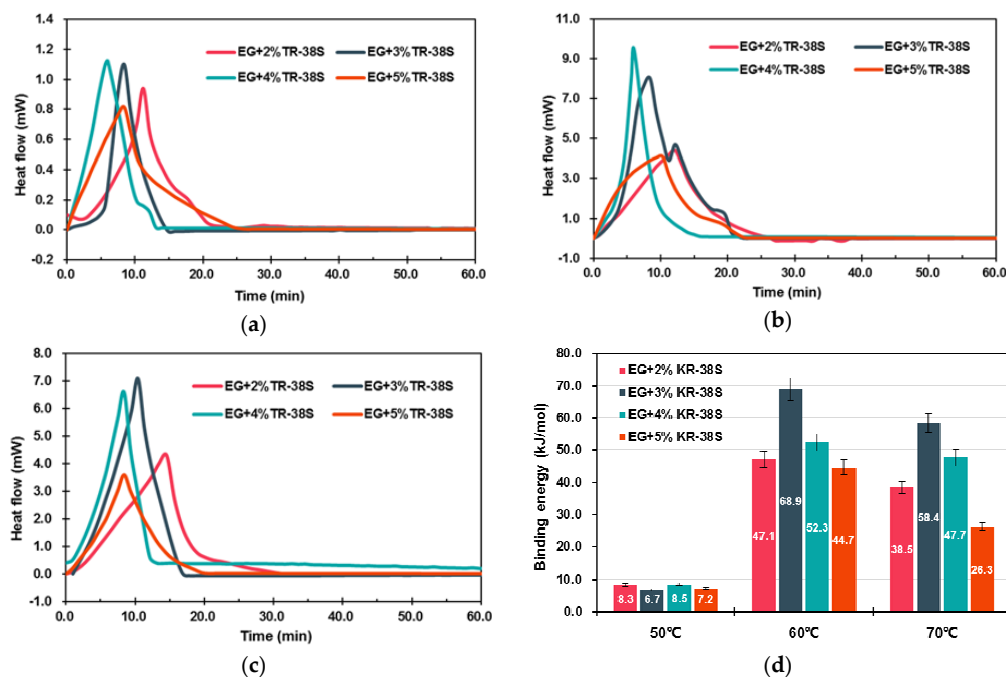 Heat flow (mW)
1.4
1.2
1.0
0.8
0.6
0.4
0.2
0.0
-0.2
EG+2%TR-38S EG+3%TR-38S
EG+4%TR-38S EG+5%TR-38S
0.0 10.0 20.0 30.0 40.0 50.0 60.0
Time (min)
(a)
Heat flow (mW)
11.0
9.0
7.0
5.0
3.0
1.0
-1.0
EG+2%TR-38S EG+3%TR-38S
EG+4%TR-38S EG+5%TR-38S
0.0 10.0 20.0 30.0 40.0 50.0 60.0
Time (min)
(b)
Heat flow (mW)
8.0
7.0
6.0
5.0
4.0
3.0
2.0
1.0
0.0
-1.0
EG+2%TR-38S EG+3%TR-38S
EG+4%TR-38S EG+5%TR-38S
0.0 10.0 20.0 30.0 40.0 50.0 60.0
Time (min)
(c)
Binding energy (kJ/mol)
80.0
70.0
60.0
50.0
40.0
30.0
20.0
10.0
0.0
EG+2% KR-38S
EG+3% KR-38S
EG+4% KR-38S
EG+5% KR-38S
8.3 6.7 8.5 7.2
47.1 68.9 52.3 44.7
38.5 58.4 47.7 26.3
50℃ 60℃ 70℃
(d)